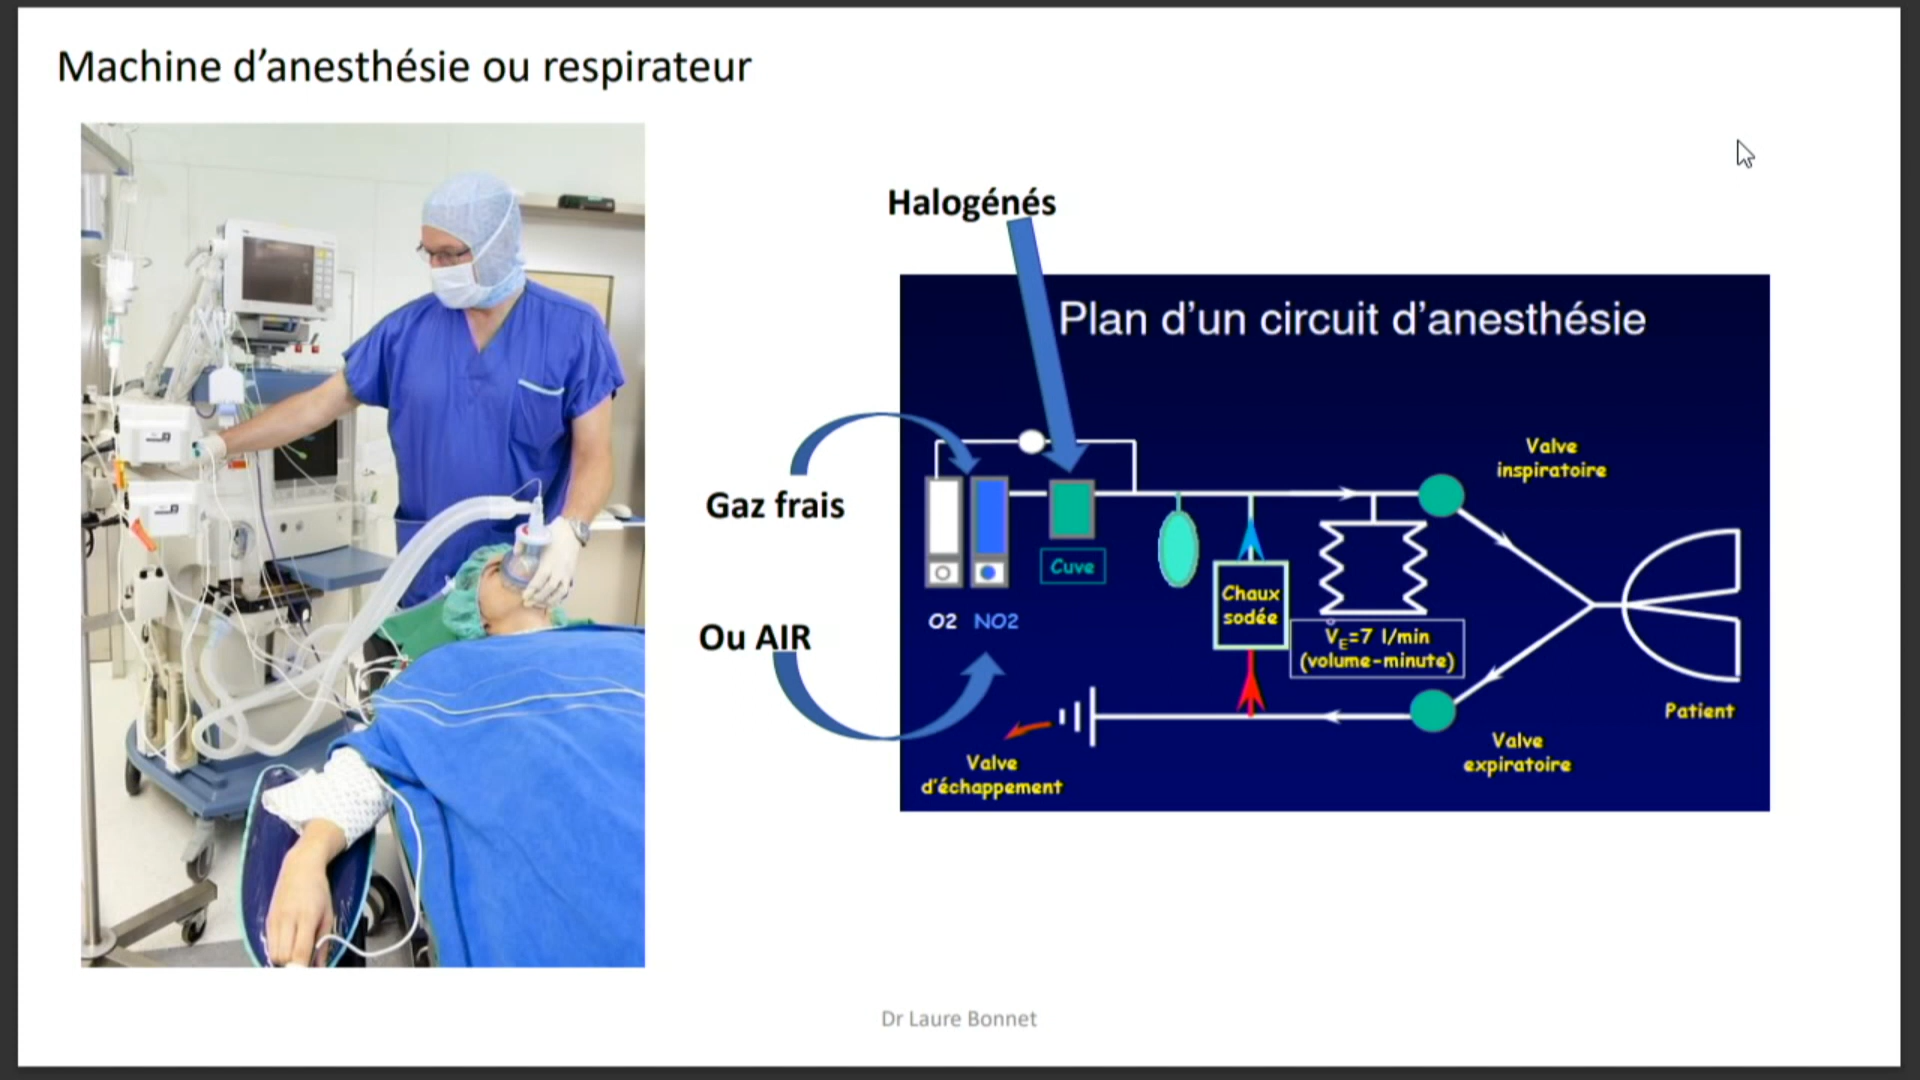 Machine d’anesthésie ou respirateur
Halogénés
Plan d’un circuit d’anesthésie
Valve
inspiratoire
Gaz frais
Cuve
Chaux
sodée
O2 NO2
Ou AIR
V̊E=7 l/min
(volume-minute)
Patient
Valve
expiratoire
Valve
d’échappement
Dr Laure Bonnet